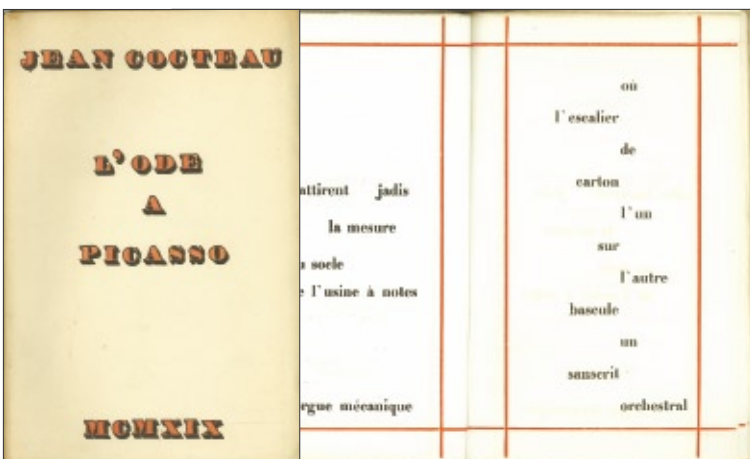 JEAN COCTEAU
L'ODE
A
PICASSO
MCMXIX
attirent jadis
la mesure
socle
l'usine à notes
rgue mécanique
où
l'escalier
de
carton
l'un
sur
l'autre
bascule
un
sanscrit
orchestral